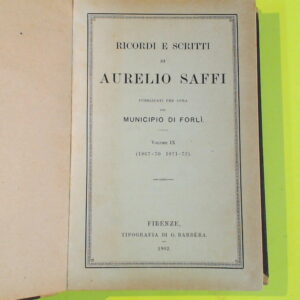 RICORDI E SCRITTI
DI
AURELIO SAFFI
PUBBLICATI PER CURA
DEL
MUNICIPIO DI FORLÌ.
VOLUME IX
(1867-70 1871-72).
FIRENZE,
TIPOGRAFIA DI G. BARBÈRA.
1902.